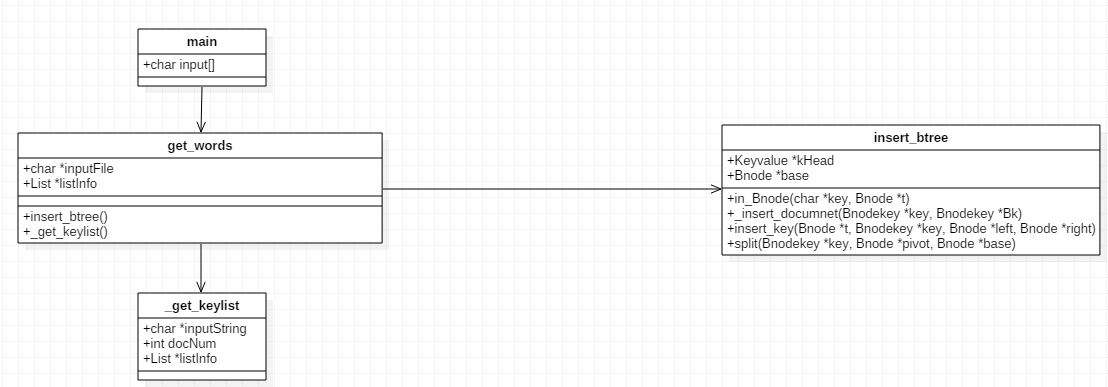 main
+char input[]
get_words
+char *inputFile
+List *listInfo
+insert_btree()
+_get_keylist()
_get_keylist
+char *inputString
+int docNum
+List *listInfo
insert_btree
+Keyvalue *kHead
+Bnode *base
+in_Bnode(char *key, Bnode *t)
+_insert_documnet(Bnodekey *key, Bnodekey *Bk)
+insert_key(Bnode *t, Bnodekey *key, Bnode *left, Bnode *right)
+split(Bnodekey *key, Bnode *pivot, Bnode *base)